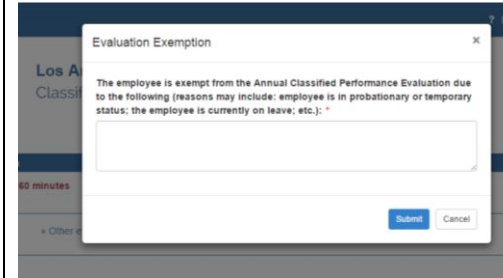 ?
Evaluation Exemption
×
Los A
Classif
The employee is exempt from the Annual Classified Performance Evaluation due
to the following (reasons may include: employee is in probationary or temporary
status; the employee is currently on leave; etc.): *
60 minutes
Submit
Cancel
» Other e